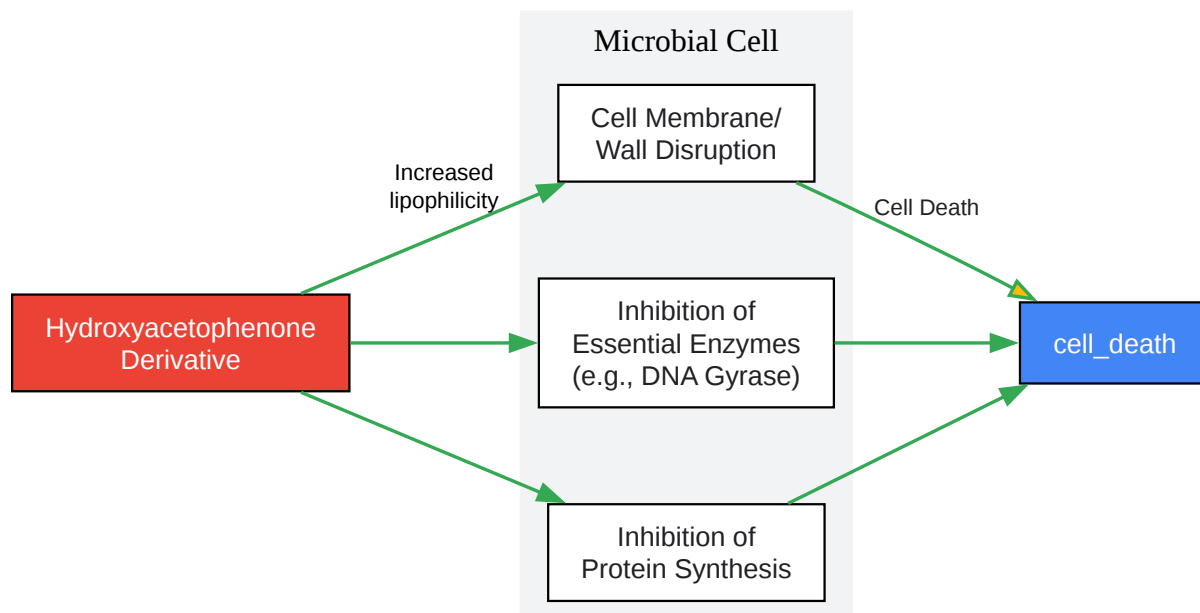 Microbial Cell
Cell Membrane/
Wall Disruption
Increased
lipophilicity
Cell Death
Hydroxyacetophenone
Derivative
Inhibition of
Essential Enzymes
(e.g., DNA Gyrase)
cell_death
Inhibition of
Protein Synthesis